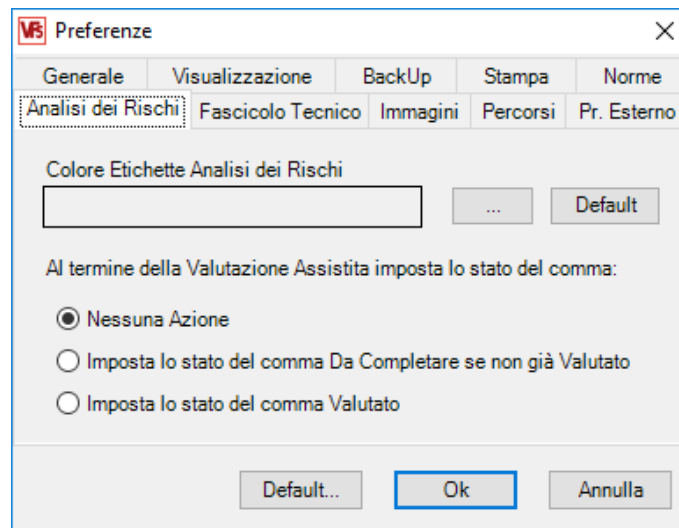 VFs Preferenze
Generale Visualizzazione BackUp Stampa Norme
Analisi dei Rischi Fascicolo Tecnico Immagini Percorsi Pr. Esterno
Colore Etichette Analisi dei Rischi
... Default
Al termine della Valutazione Assistita imposta lo stato del comma:
Nessuna Azione
Imposta lo stato del comma Da Completare se non già Valutato
Imposta lo stato del comma Valutato
Default... Ok Annulla